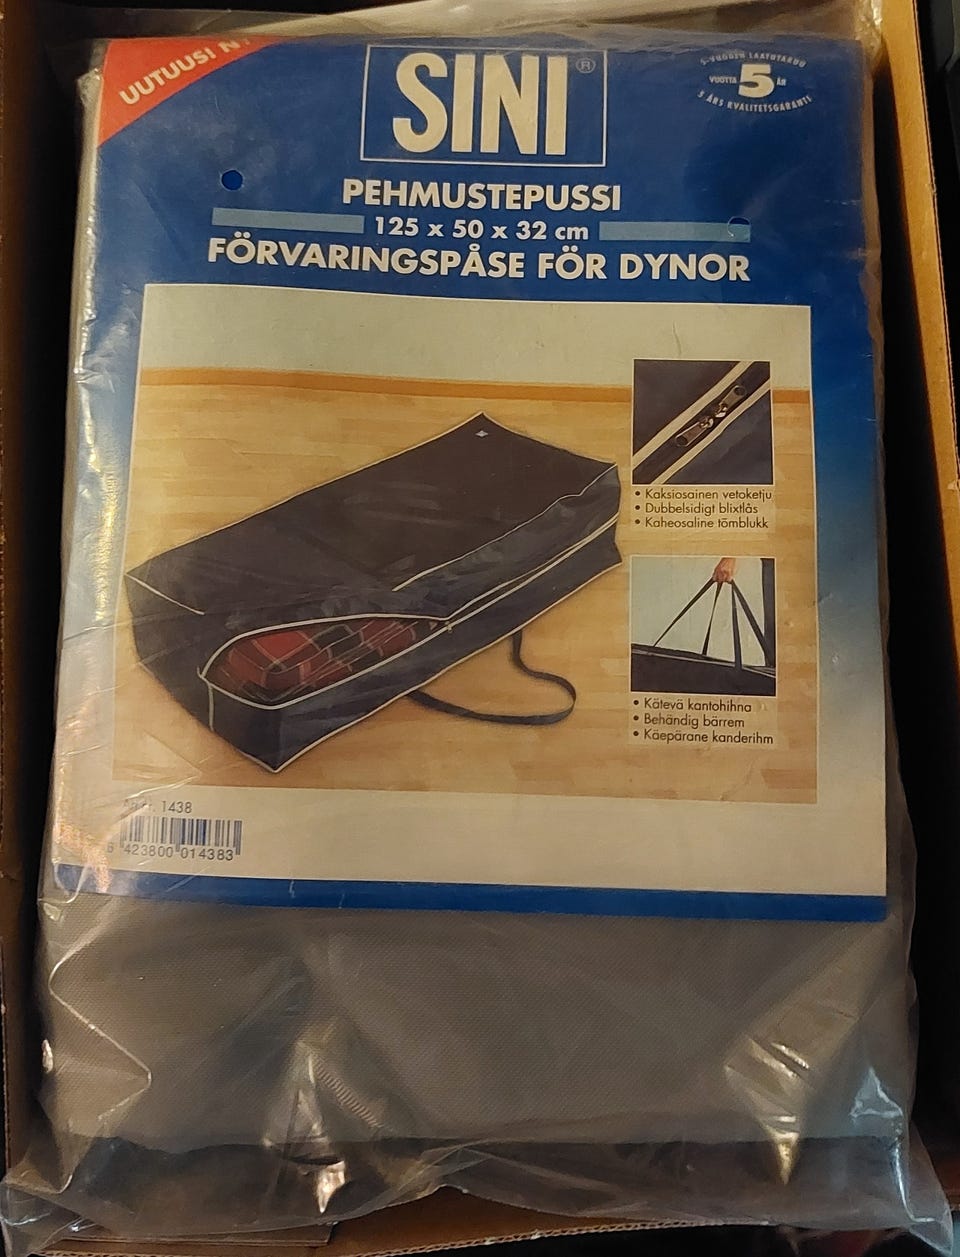 UUTUUSI
SINI®
5-VUODEN LAATUTAKUU
VUOTTA 5 ÅR
5 ÅRS KVALITETSGARANTI
PEHMUSTEPUSSI
125 x 50 x 32 cm
FÖRVARINGSPÅSE FÖR DYNOR
• Kaksiosainen vetoketju
• Dubbelsidigt blixtlås
• Kaheosaline tõmblukk
• Kätevä kantohihna
• Behändig bärrem
• Käepärane kanderihm
1438
6 423800 014383